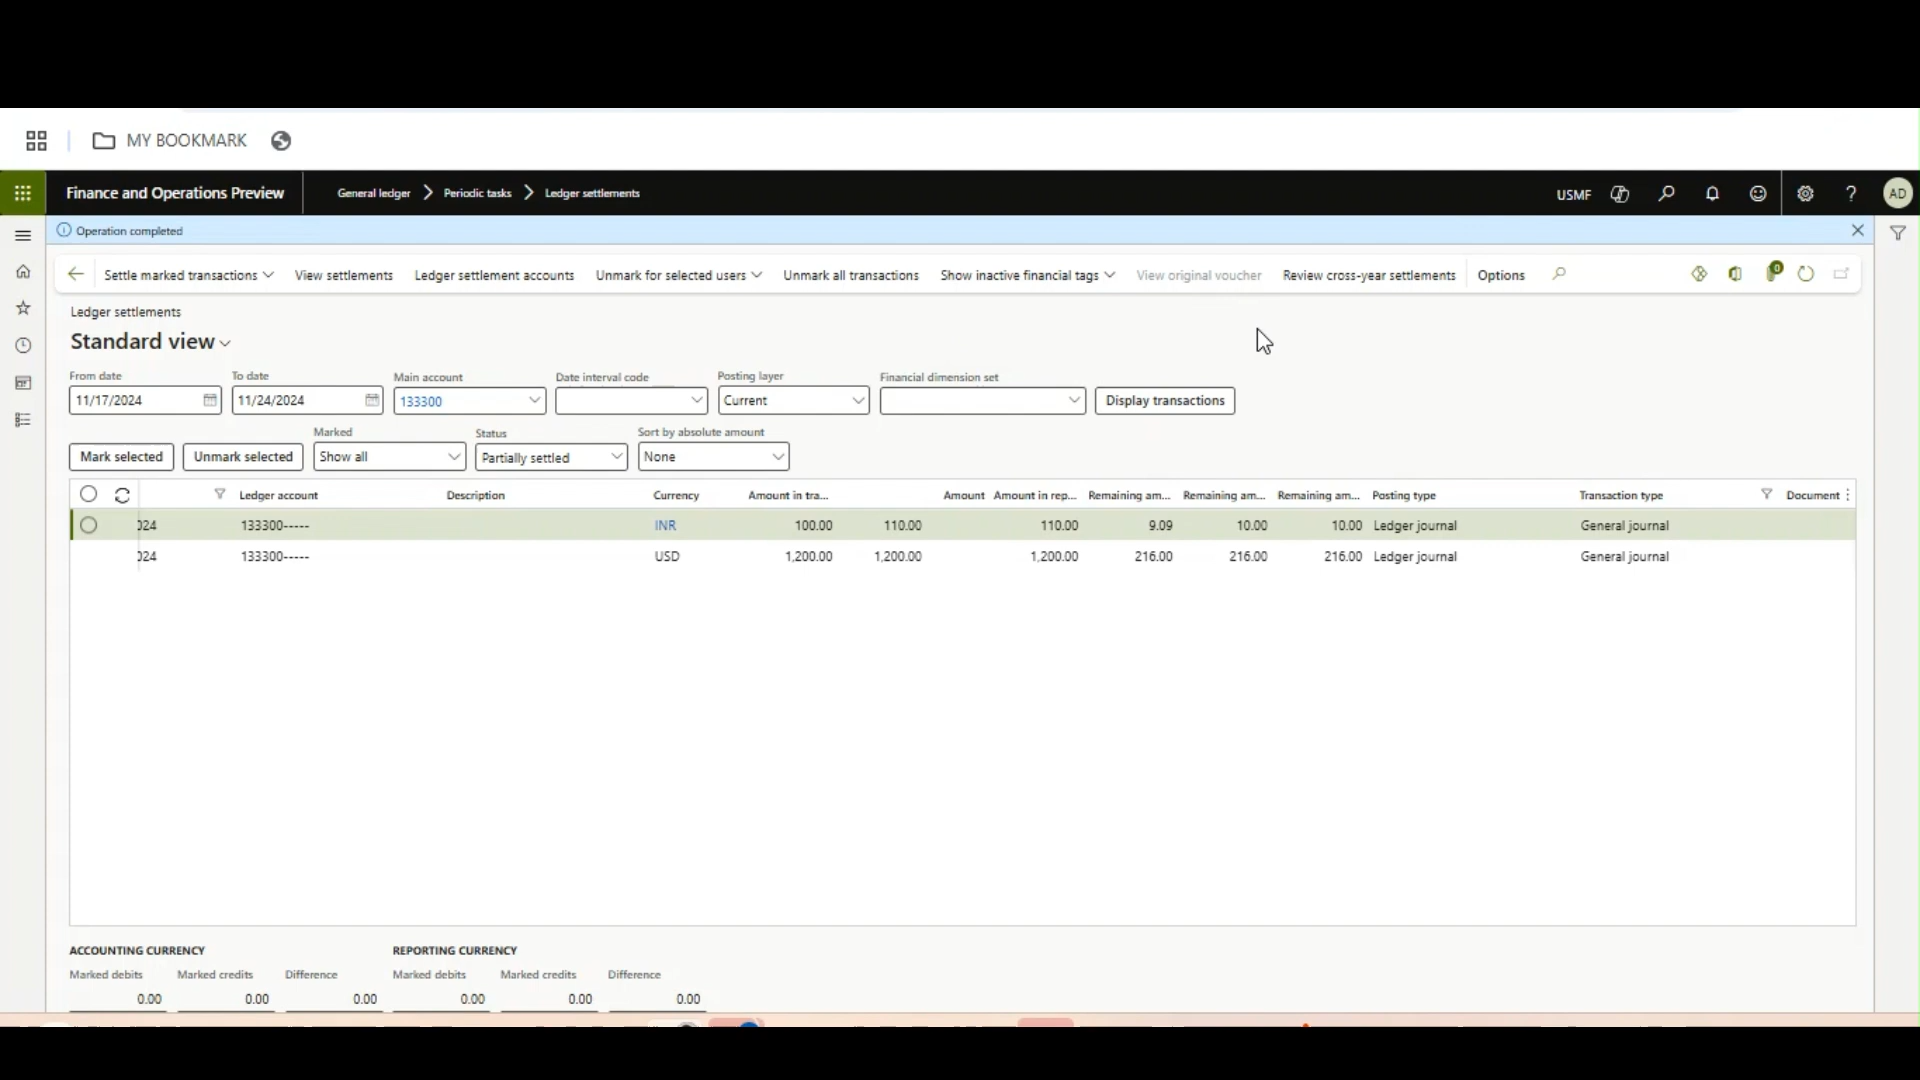 MY BOOKMARK
Finance and Operations Preview General ledger Periodic tasks Ledger settlements USMF ? AD
Operation completed
Settle marked transactions View settlements Ledger settlement accounts Unmark for selected users Unmark all transactions Show inactive financial tags View original voucher Review cross-year settlements Options 0
Ledger settlements
Standard view
From date To date Main account Date interval code Posting layer Financial dimension set
11/17/2024 11/24/2024 133300 Current Display transactions
Marked Status Sort by absolute amount
Mark selected Unmark selected Show all Partially settled None
Ledger account Description Currency Amount in tra... Amount Amount in rep... Remaining am... Remaining am... Remaining am... Posting type Transaction type Document
024 133300----- INR 100.00 110.00 110.00 9.09 10.00 10.00 Ledger journal General journal
024 133300----- USD 1,200.00 1,200.00 1,200.00 216.00 216.00 216.00 Ledger journal General journal
ACCOUNTING CURRENCY REPORTING CURRENCY
Marked debits Marked credits Difference Marked debits Marked credits Difference
0.00 0.00 0.00 0.00 0.00 0.00